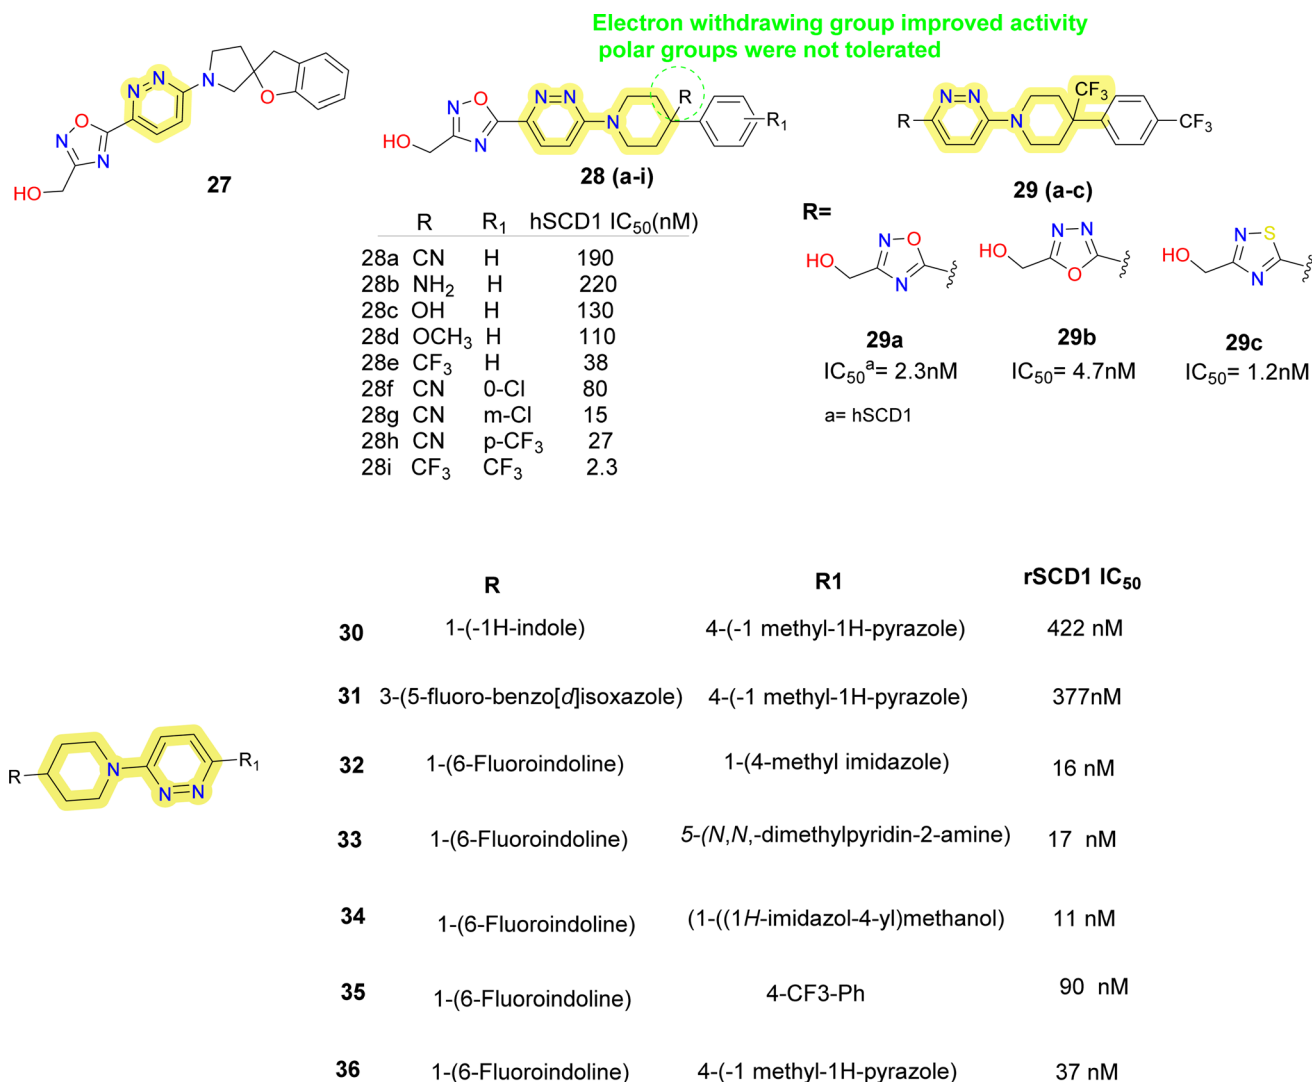 Electron withdrawing group improved activity
polar groups were not tolerated
N N N O O N N HO
27
N O N HO N N N R R1
28 (a-i)
R N N N CF3 CF3
29 (a-c)
R R1 hSCD1 IC50(nM)
28a CN H 190
28b NH2 H 220
28c OH H 130
28d OCH3 H 110
28e CF3 H 38
28f CN 0-Cl 80
28g CN m-Cl 15
28h CN p-CF3 27
28i CF3 CF3 2.3
R=
HO N O N
HO N N O
HO N S N
29a 29b 29c
IC50a= 2.3nM IC50= 4.7nM IC50= 1.2nM
a= hSCD1
R R1 rSCD1 IC50
30 1-(-1H-indole) 4-(-1 methyl-1H-pyrazole) 422 nM
31 3-(5-fluoro-benzo[d]isoxazole) 4-(-1 methyl-1H-pyrazole) 377nM
32 1-(6-Fluoroindoline) 1-(4-methyl imidazole) 16 nM
R N N N R1
33 1-(6-Fluoroindoline) 5-(N,N,-dimethylpyridin-2-amine) 17 nM
34 1-(6-Fluoroindoline) (1-((1H-imidazol-4-yl)methanol) 11 nM
35 1-(6-Fluoroindoline) 4-CF3-Ph 90 nM
36 1-(6-Fluoroindoline) 4-(-1 methyl-1H-pyrazole) 37 nM